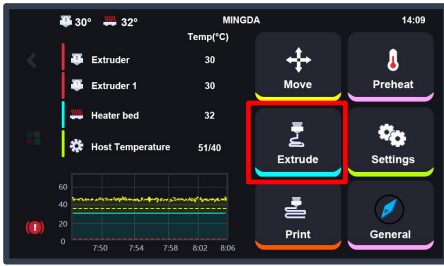 30° 32° MINGDA 14:09
Temp(°C)
Extruder 30
Extruder 1 30
Heater bed 32
Host Temperature 51/40
Move Preheat
Extrude Settings
Print General
60
40
20
0
7:50 7:54 7:58 8:02 8:06